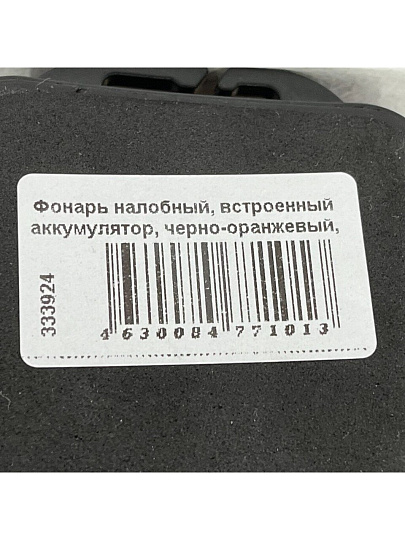 Фонарь налобный, встроенный
аккумулятор, черно-оранжевый,
333924
4 630084 771013